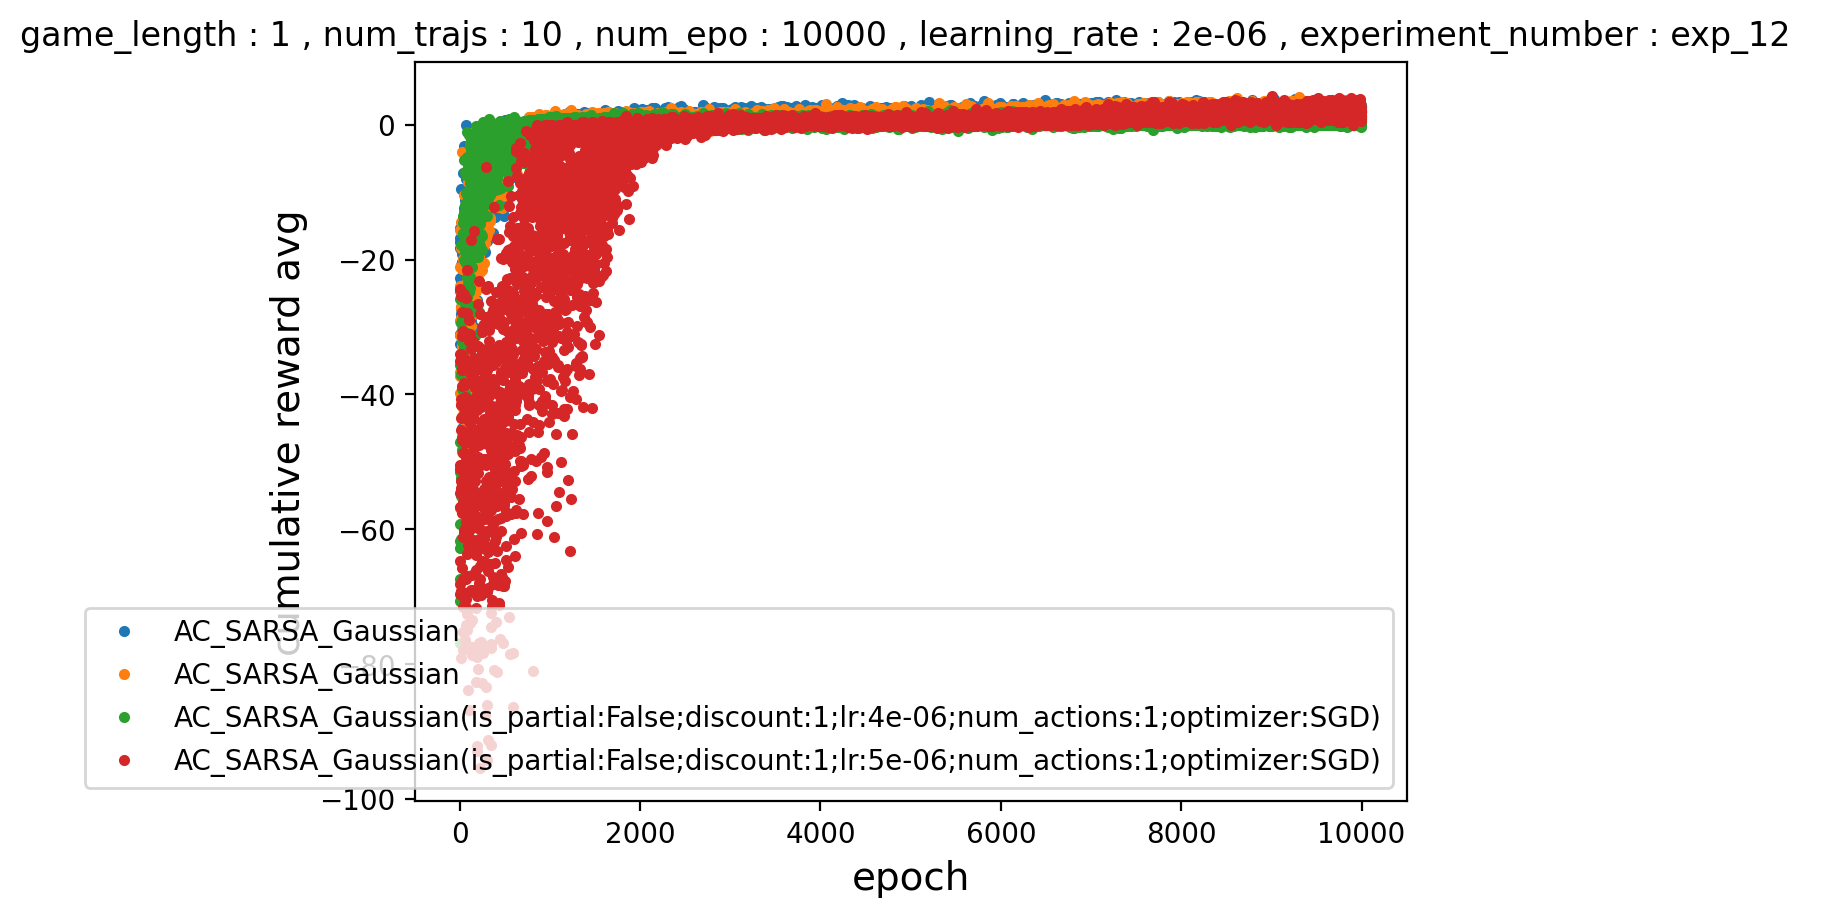 game_length : 1 , num_trajs : 10 , num_epo : 10000 , learning_rate : 2e-06 , experiment_number : exp_12
cumulative reward avg
0
−20
−40
−60
−80
−100
AC_SARSA_Gaussian
AC_SARSA_Gaussian
AC_SARSA_Gaussian(is_partial:False;discount:1;lr:4e-06;num_actions:1;optimizer:SGD)
AC_SARSA_Gaussian(is_partial:False;discount:1;lr:5e-06;num_actions:1;optimizer:SGD)
0 2000 4000 6000 8000 10000
epoch